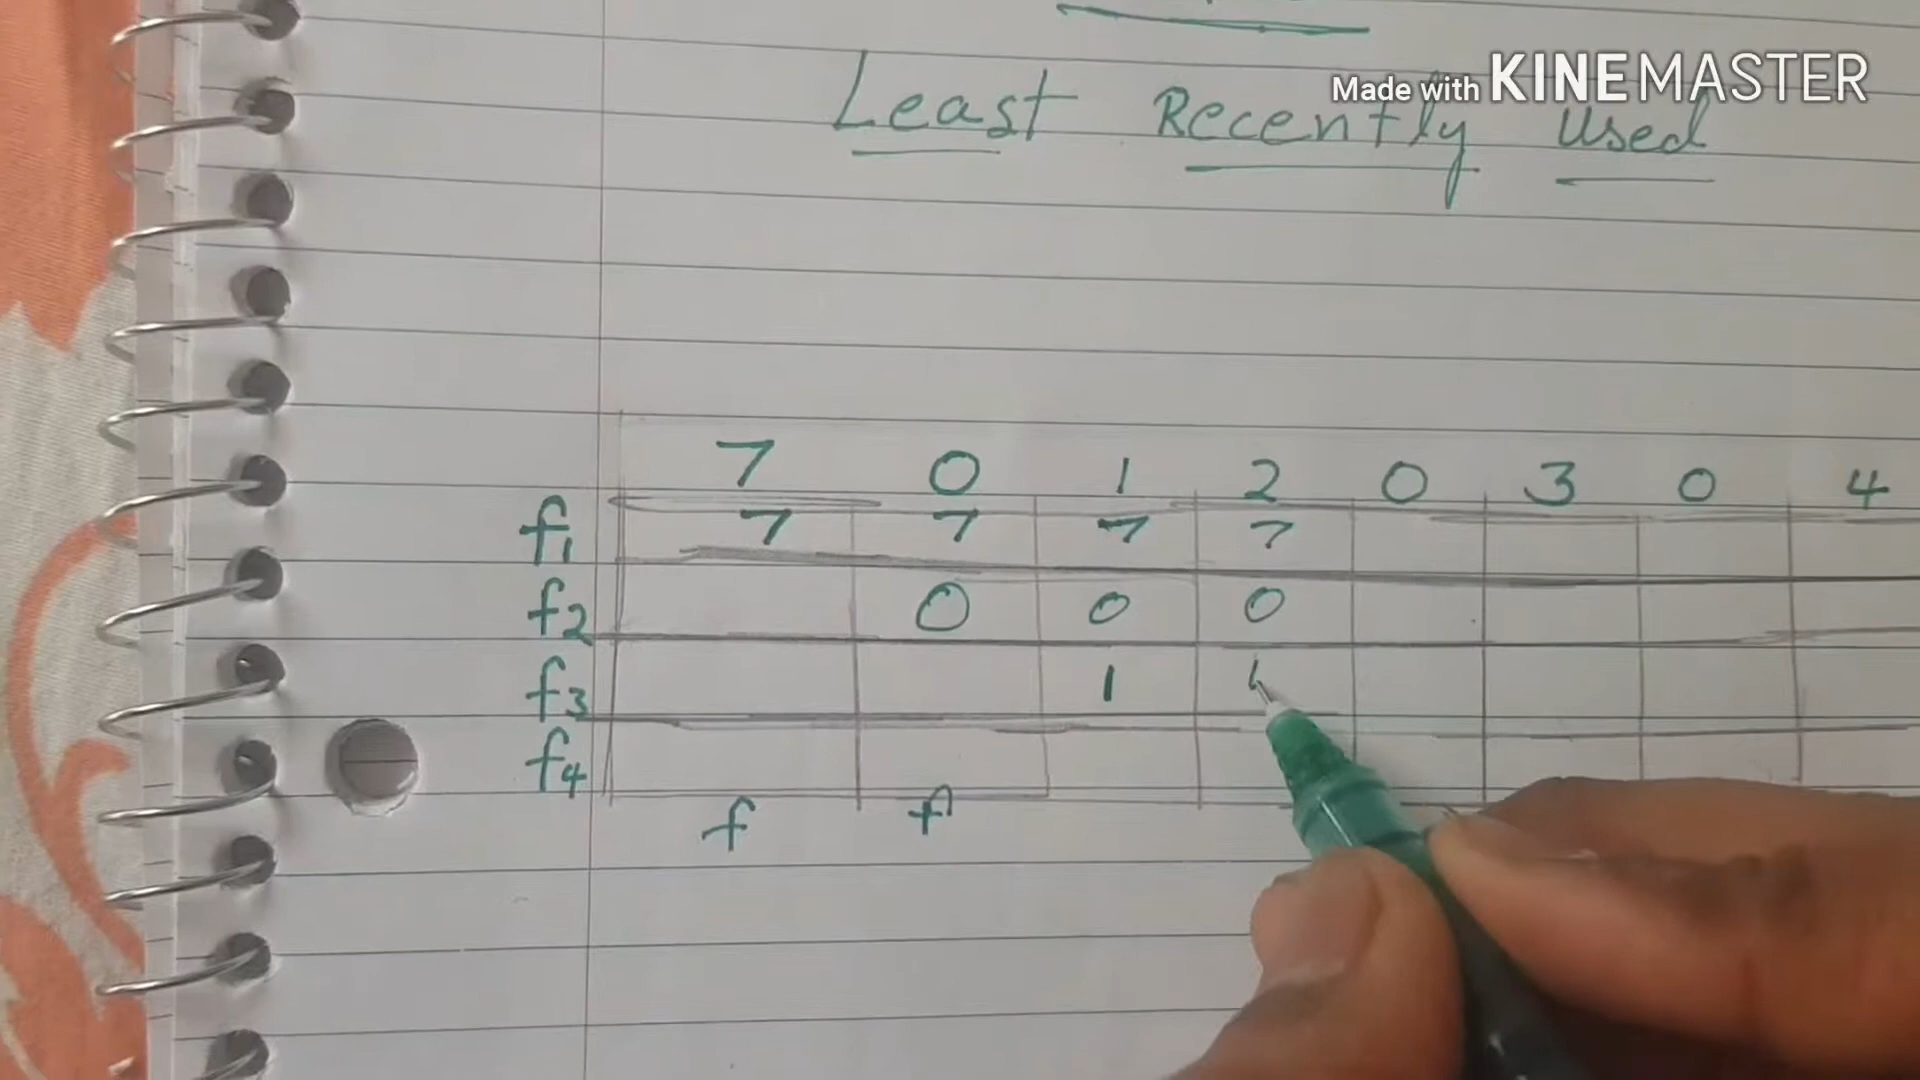 Made with KINEMASTER
Least Recently Used
7 0 1 2 0 3 0 4
f1 7 7 7 7
f2 0 0 0
f3 1 1
f4
f f